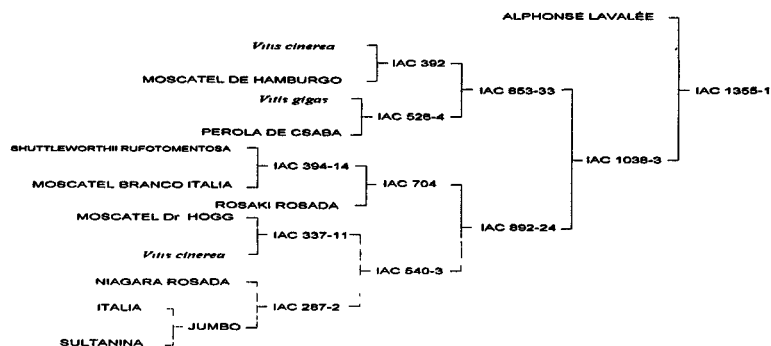 ALPHONSE LAVALÉE
Vitis cinerea
IAC 392
MOSCATEL DE HAMBURGO
IAC 853-33
IAC 1355-1
Vitis gigas
IAC 526-4
PEROLA DE CSABA
SHUTTLEWORTHII RUFOTOMENTOSA
IAC 394-14
IAC 1038-3
MOSCATEL BRANCO ITALIA
IAC 704
ROSAKI ROSADA
MOSCATEL Dr HOGG
IAC 892-24
IAC 337-11
Vitis cinerea
IAC 540-3
NIAGARA ROSADA
ITALIA
IAC 287-2
JUMBO
SULTANINA